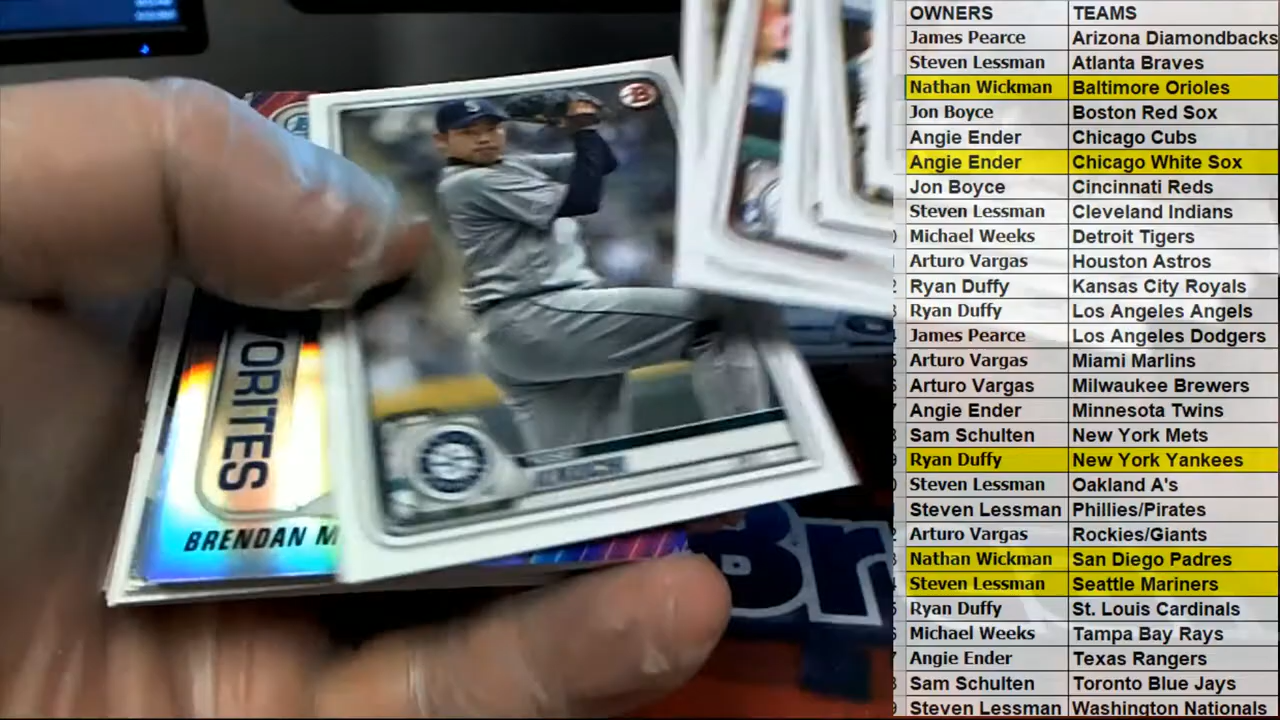 OWNERS TEAMS
James Pearce Arizona Diamondbacks
Steven Lessman Atlanta Braves
Nathan Wickman Baltimore Orioles
Jon Boyce Boston Red Sox
Angie Ender Chicago Cubs
Angie Ender Chicago White Sox
Jon Boyce Cincinnati Reds
Steven Lessman Cleveland Indians
Michael Weeks Detroit Tigers
Arturo Vargas Houston Astros
Ryan Duffy Kansas City Royals
Ryan Duffy Los Angeles Angels
James Pearce Los Angeles Dodgers
Arturo Vargas Miami Marlins
Arturo Vargas Milwaukee Brewers
Angie Ender Minnesota Twins
Sam Schulten New York Mets
Ryan Duffy New York Yankees
Steven Lessman Oakland A's
Steven Lessman Phillies/Pirates
Arturo Vargas Rockies/Giants
Nathan Wickman San Diego Padres
Steven Lessman Seattle Mariners
Ryan Duffy St. Louis Cardinals
Michael Weeks Tampa Bay Rays
Angie Ender Texas Rangers
Sam Schulten Toronto Blue Jays
Steven Lessman Washington Nationals
ORITES
BRENDAN M
Br